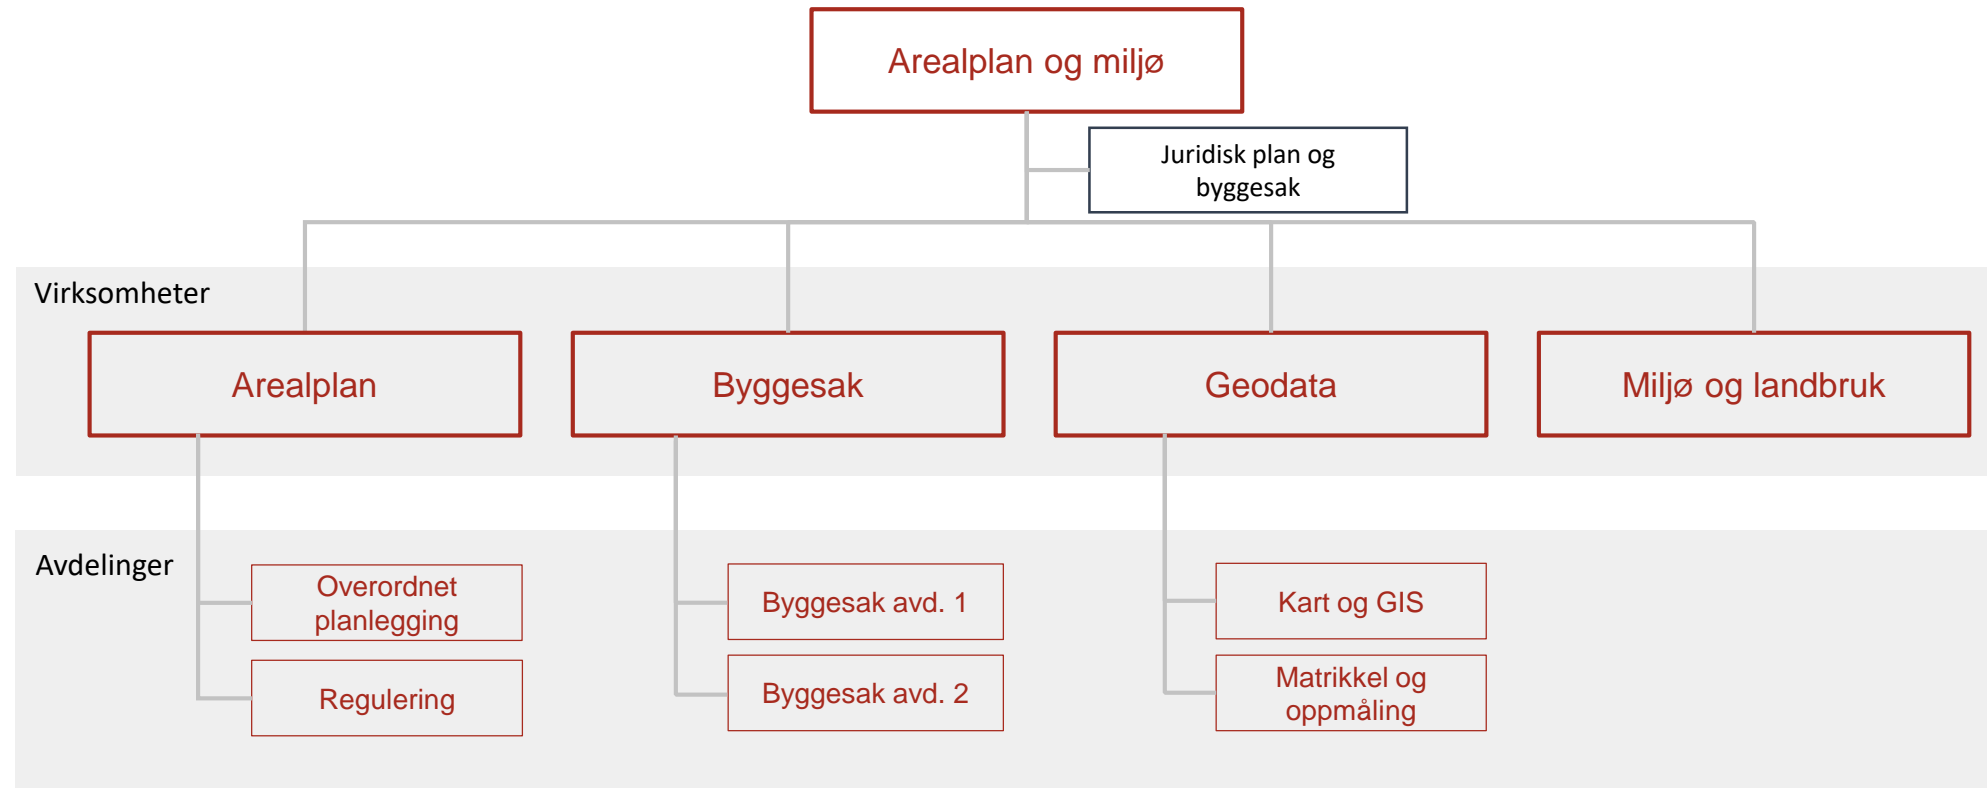 Arealplan og miljø
Juridisk plan og
byggesak
Virksomheter
Arealplan
Byggesak
Geodata
Miljø og landbruk
Avdelinger
Overordnet
planlegging
Byggesak avd. 1
Kart og GIS
Regulering
Byggesak avd. 2
Matrikkel og
oppmåling